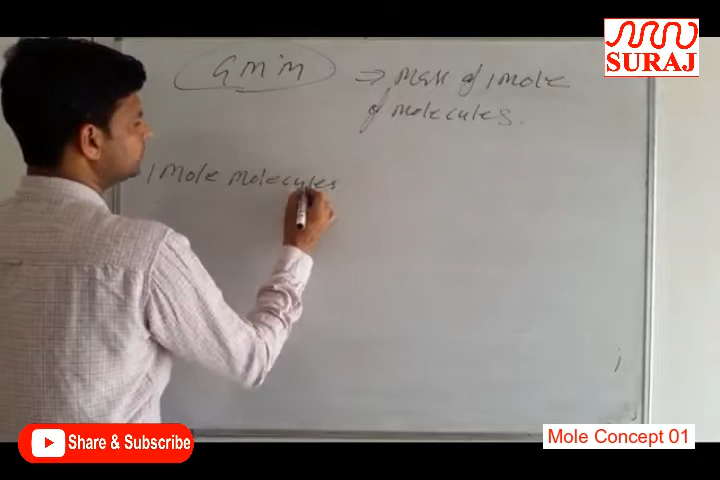 SURAJ
GMM ⇒ Mass of 1 mole
of molecules.
1 Mole molecules
Share & Subscribe
Mole Concept 01